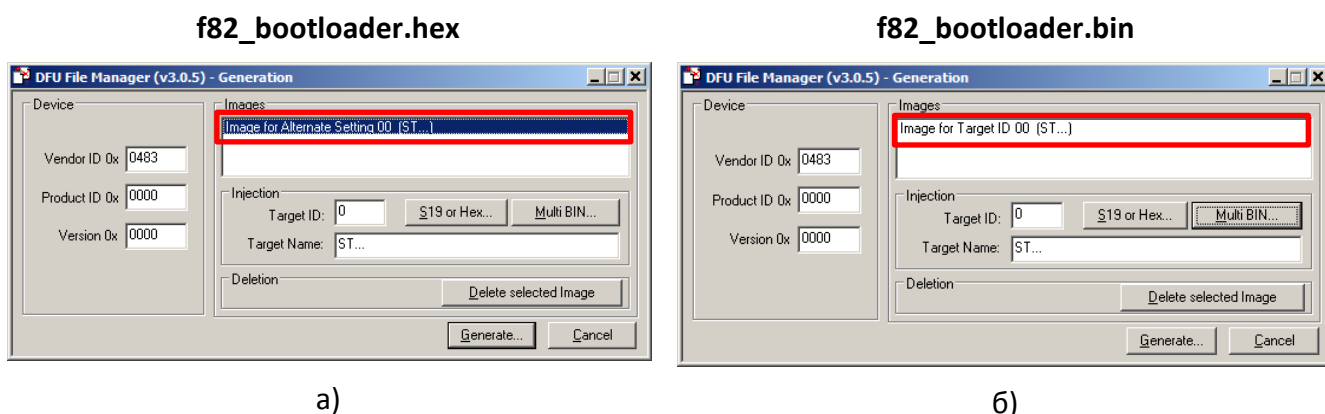 f82_bootloader.hex
DFU File Manager (v3.0.5) - Generation
Device
Vendor ID 0x 0483
Product ID 0x 0000
Version 0x 0000
Images
Image for Alternate Setting 00 (ST...)
Injection
Target ID: 0 S19 or Hex... Multi BIN...
Target Name: ST...
Deletion
Delete selected Image
Generate... Cancel
а)
f82_bootloader.bin
DFU File Manager (v3.0.5) - Generation
Device
Vendor ID 0x 0483
Product ID 0x 0000
Version 0x 0000
Images
Image for Target ID 00 (ST...)
Injection
Target ID: 0 S19 or Hex... Multi BIN...
Target Name: ST...
Deletion
Delete selected Image
Generate... Cancel
б)